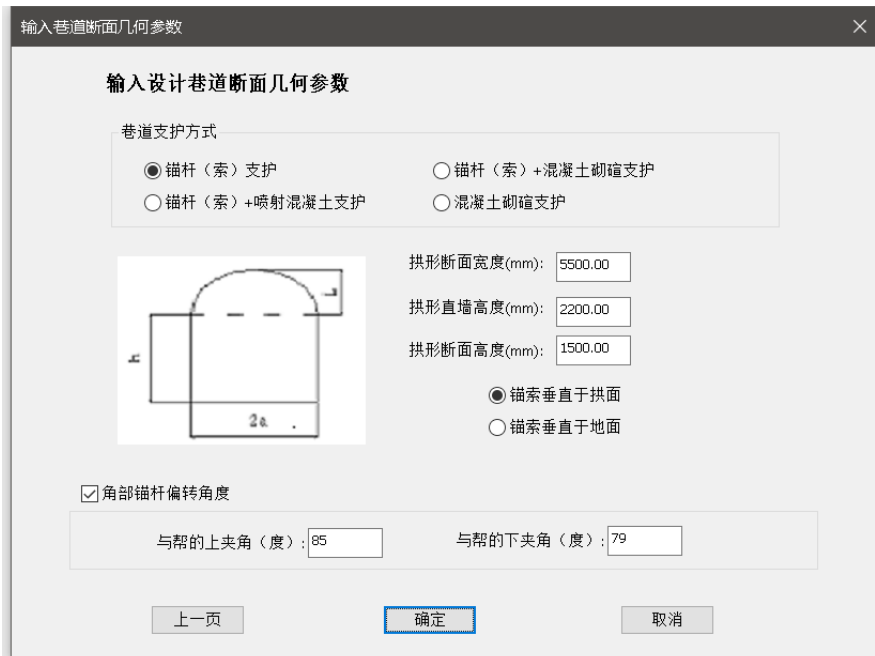 输入巷道断面几何参数
输入设计巷道断面几何参数
巷道支护方式
锚杆（索）支护 锚杆（索）+混凝土砌碹支护
锚杆（索）+喷射混凝土支护 混凝土砌碹支护
拱形断面宽度(mm): 5500.00
拱形直墙高度(mm): 2200.00
拱形断面高度(mm): 1500.00
L
h
2a
锚索垂直于拱面
锚索垂直于地面
角部锚杆偏转角度
与帮的上夹角（度）: 85 与帮的下夹角（度）: 79
上一页 确定 取消